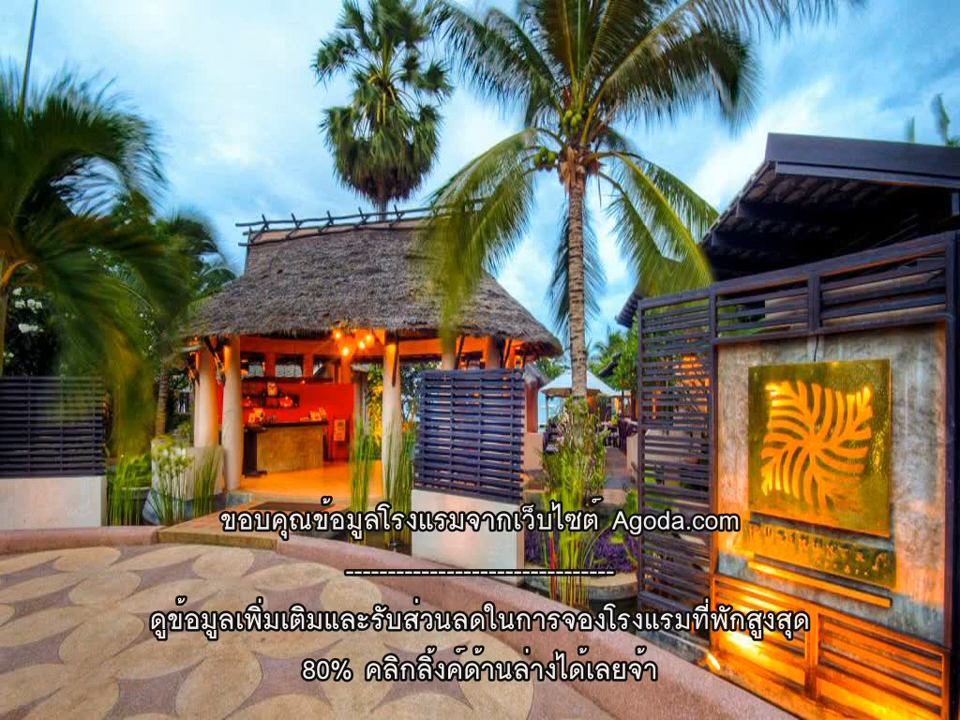 ขอบคุณข้อมูลโรงแรมจากเว็บไซต์ Agoda.com
--------------------------------
ดูข้อมูลเพิ่มเติมและรับส่วนลดในการจองโรงแรมที่พักสูงสุด
80% คลิกลิ้งค์ด้านล่างได้เลยจ้า